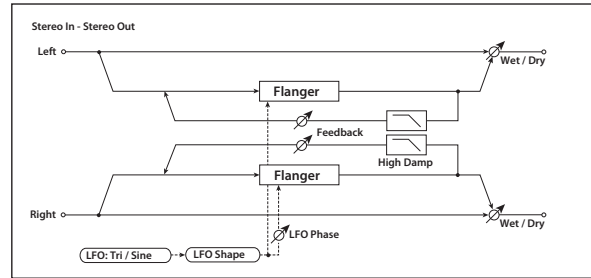 Stereo In - Stereo Out
Left
Wet / Dry
Flanger
Feedback
High Damp
Flanger
Right
Wet / Dry
LFO Phase
LFO: Tri / Sine
LFO Shape